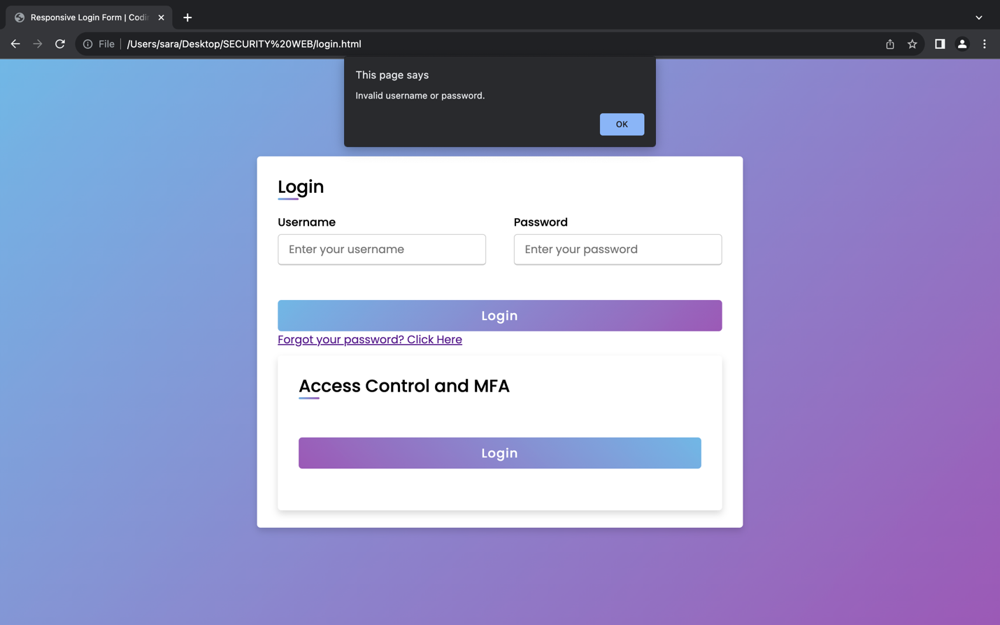 Responsive Login Form | Codin
File
/Users/sara/Desktop/SECURITY%20WEB/login.html
This page says
Invalid username or password.
OK
Login
Username Password
Enter your username Enter your password
Login
Forgot your password? Click Here
Access Control and MFA
Login